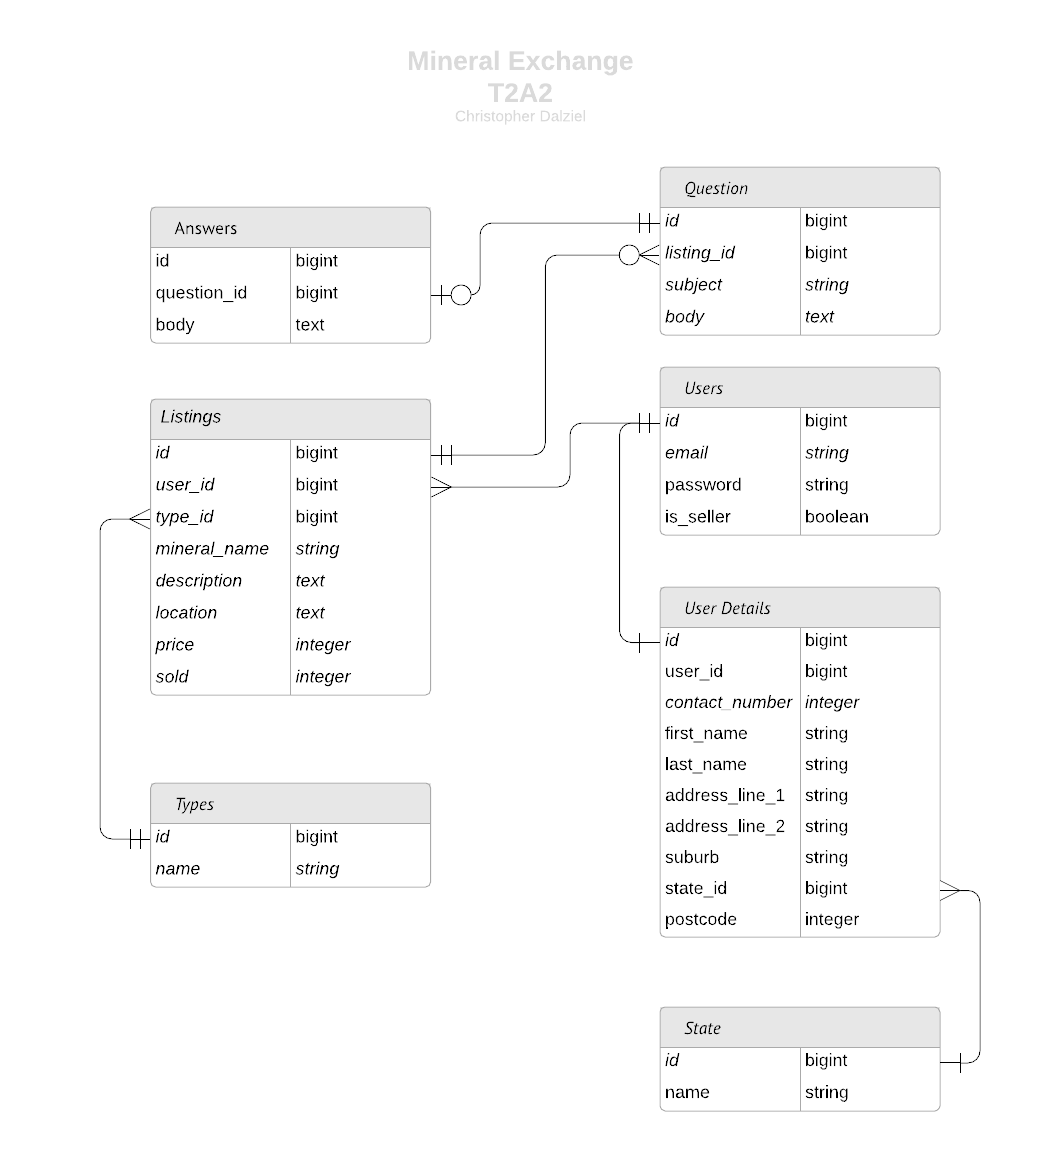 Mineral Exchange
T2A2
Christopher Dalziel
Answers
id bigint
question_id bigint
body text
Question
id bigint
listing_id bigint
subject string
body text
Listings
id bigint
user_id bigint
type_id bigint
mineral_name string
description text
location text
price integer
sold integer
Users
id bigint
email string
password string
is_seller boolean
User Details
id bigint
user_id bigint
contact_number integer
first_name string
last_name string
address_line_1 string
address_line_2 string
suburb string
state_id bigint
postcode integer
Types
id bigint
name string
State
id bigint
name string